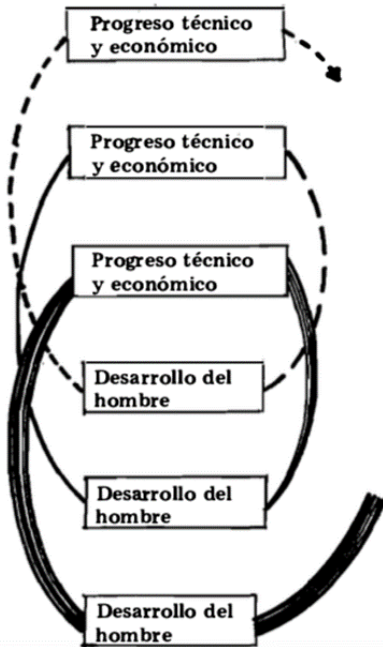 Progreso técnico
y económico
Progreso técnico
y económico
Progreso técnico
y económico
Desarrollo del
hombre
Desarrollo del
hombre
Desarrollo del
hombre